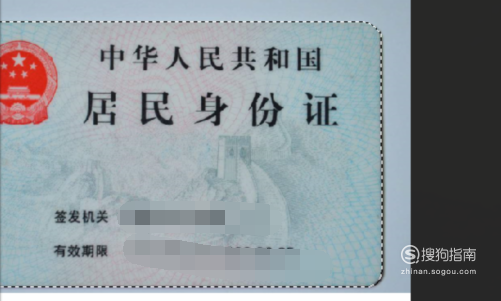 中华人民共和国
居民身份证
签发机关
有效期限
搜狗指南
zhinan.sogou.com